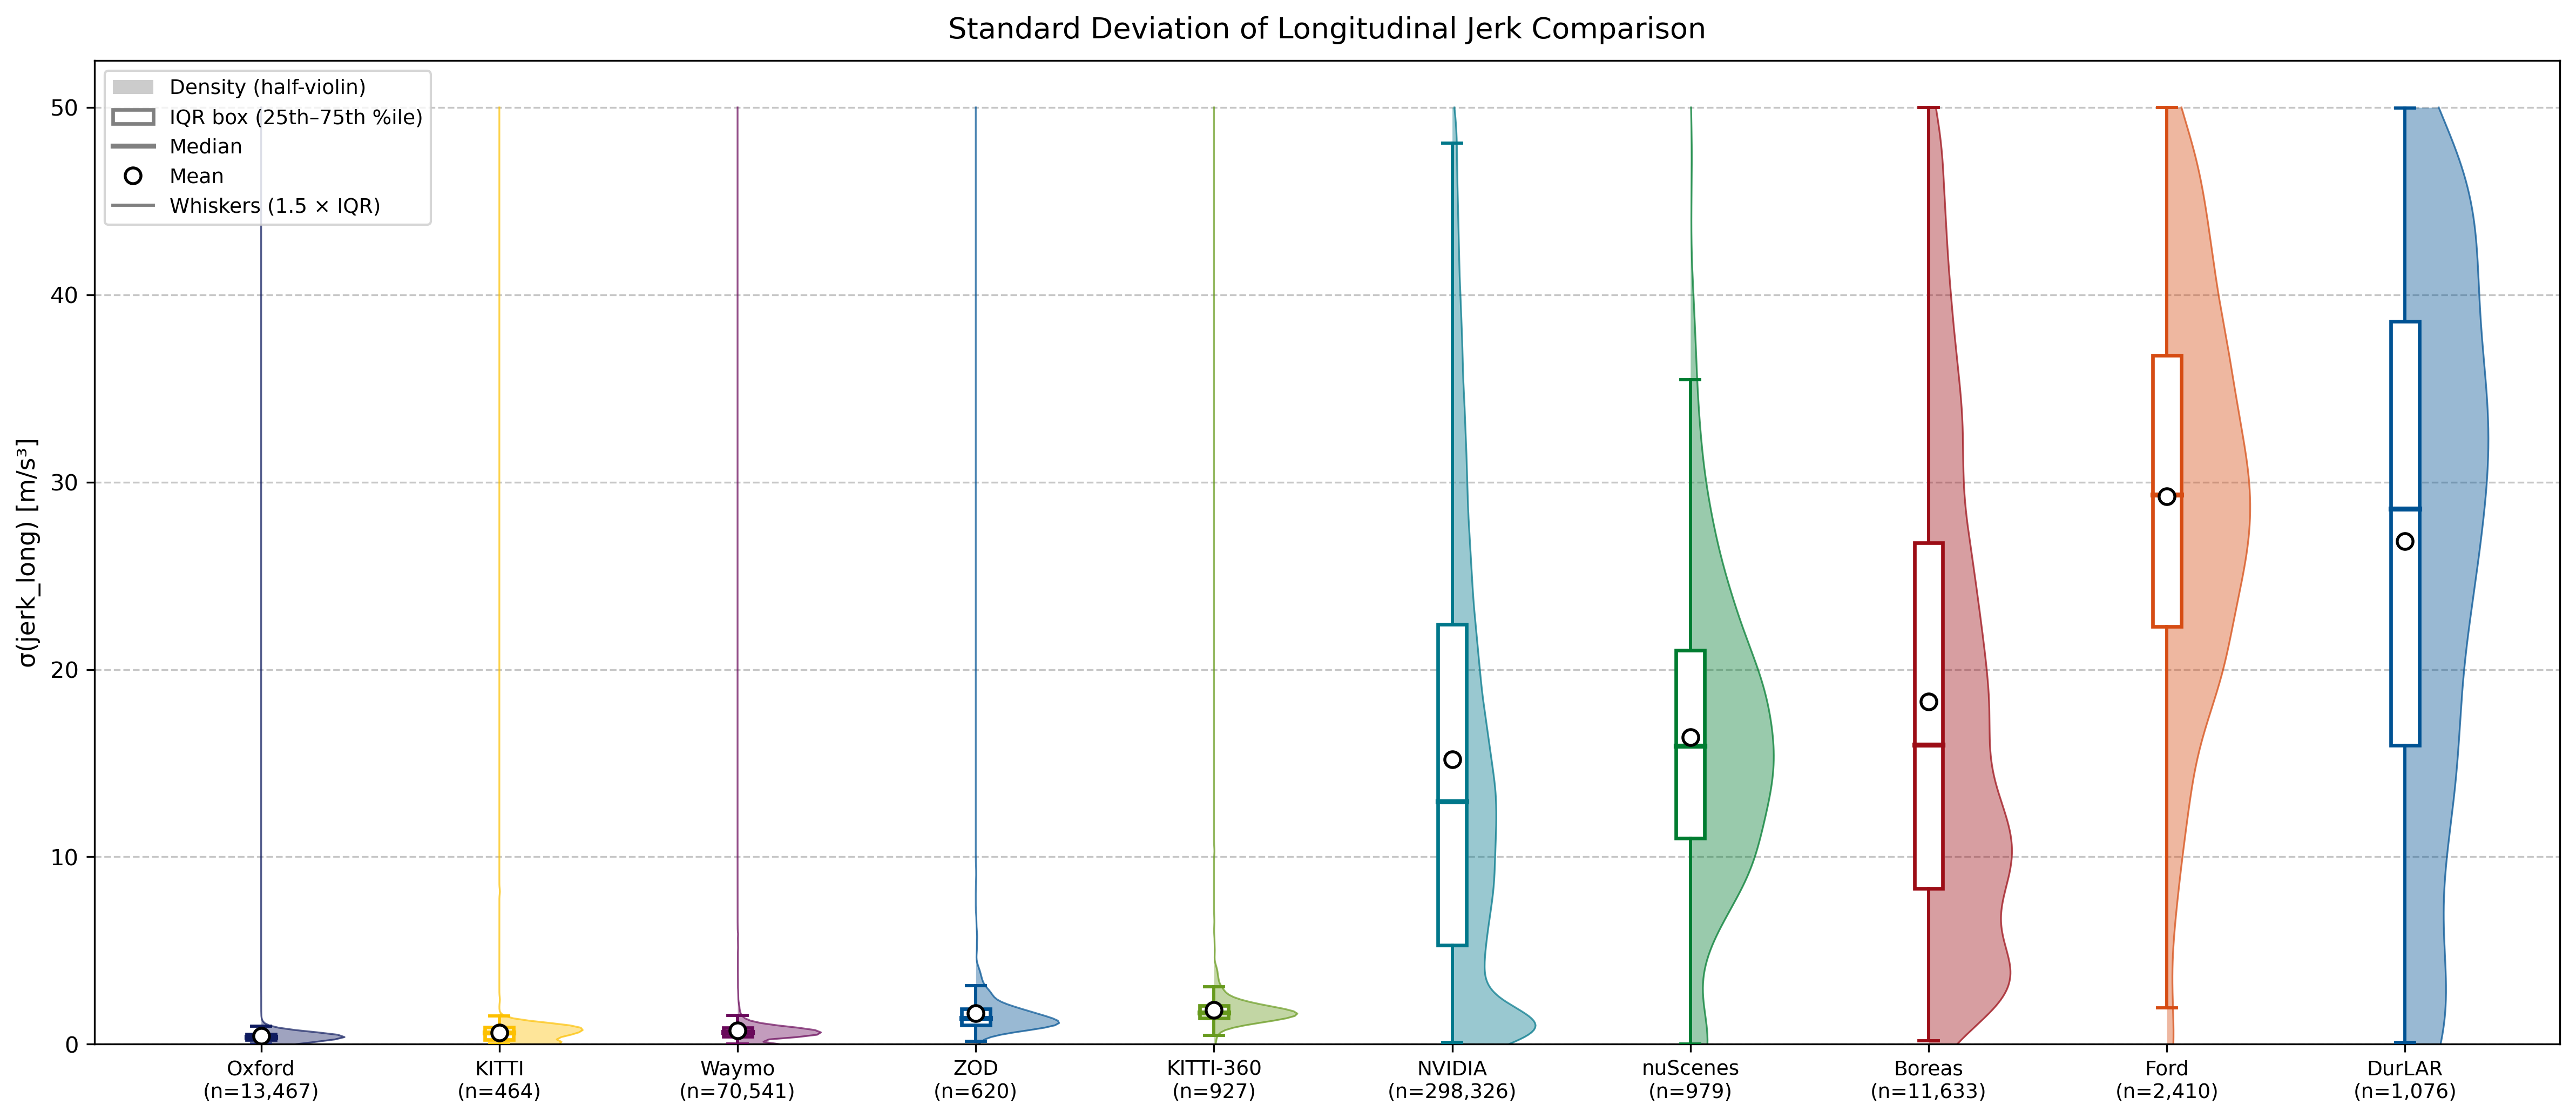 Standard Deviation of Longitudinal Jerk Comparison
Density (half-violin)
IQR box (25th–75th %ile)
Median
Mean
Whiskers (1.5 × IQR)
σ(jerk_long) [m/s³]
50
40
30
20
10
0
Oxford
(n=13,467)
KITTI
(n=464)
Waymo
(n=70,541)
ZOD
(n=620)
KITTI-360
(n=927)
NVIDIA
(n=298,326)
nuScenes
(n=979)
Boreas
(n=11,633)
Ford
(n=2,410)
DurLAR
(n=1,076)